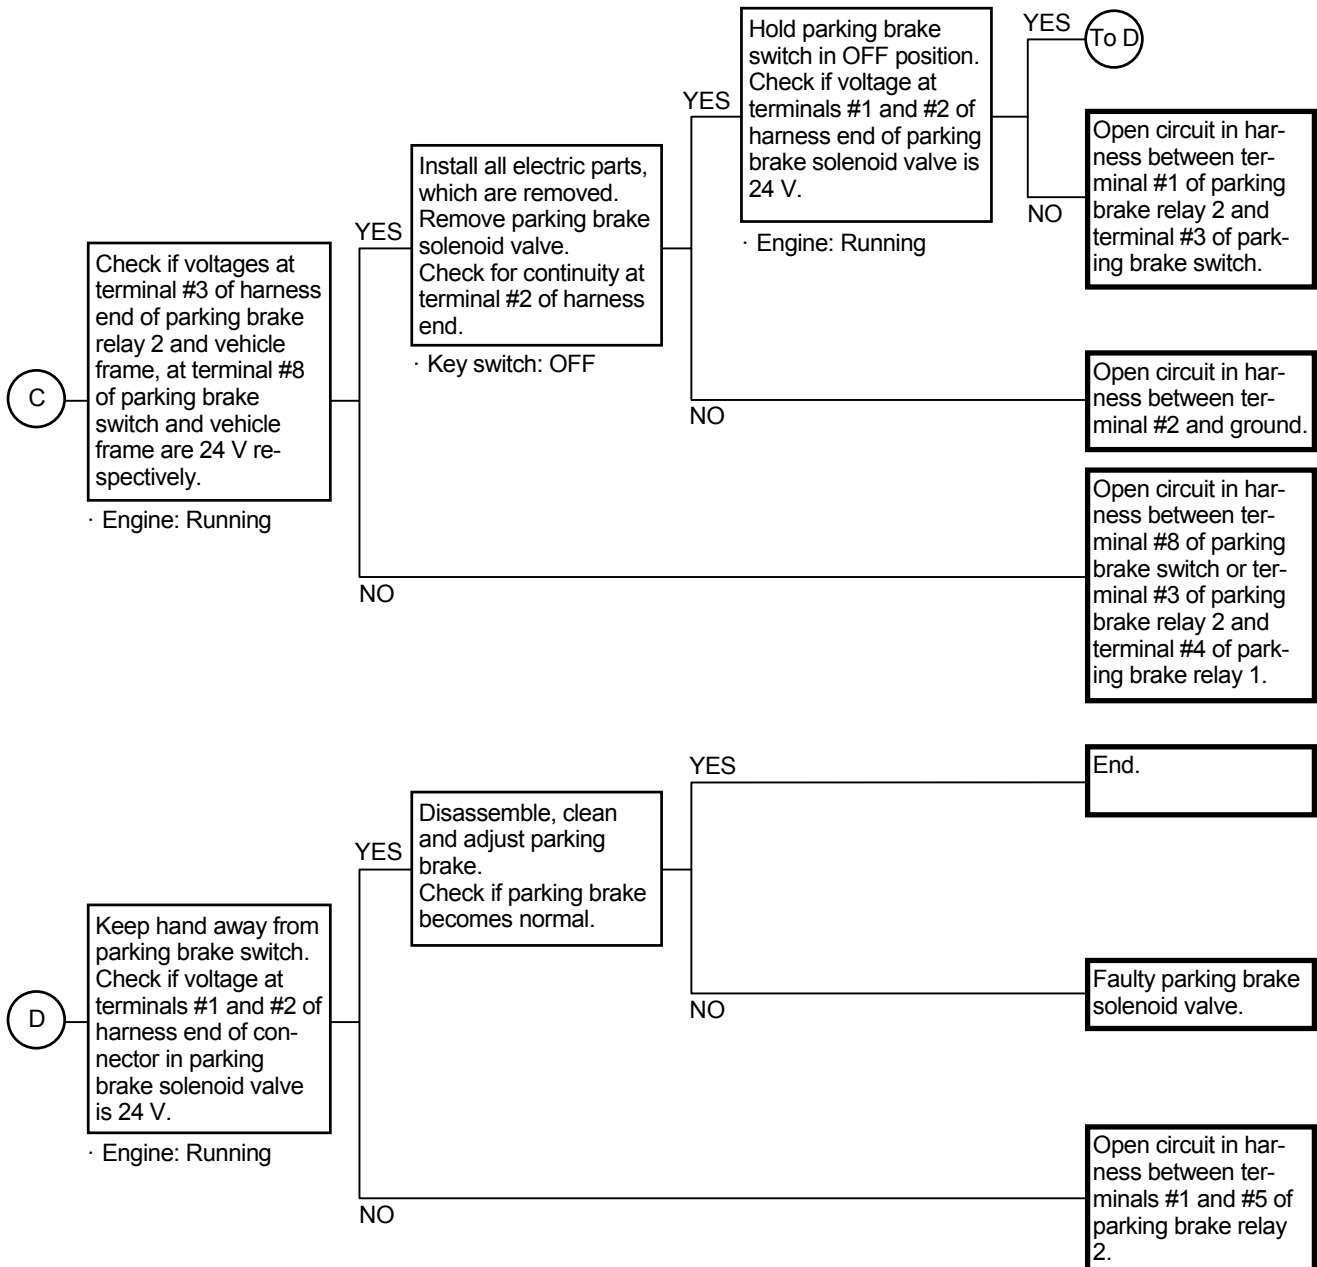 C
Check if voltages at
terminal #3 of harness
end of parking brake
relay 2 and vehicle
frame, at terminal #8
of parking brake
switch and vehicle
frame are 24 V re-
spectively.
· Engine: Running
YES
Install all electric parts,
which are removed.
Remove parking brake
solenoid valve.
Check for continuity at
terminal #2 of harness
end.
· Key switch: OFF
YES
Hold parking brake
switch in OFF position.
Check if voltage at
terminals #1 and #2 of
harness end of parking
brake solenoid valve is
24 V.
· Engine: Running
YES
To D
NO
Open circuit in har-
ness between ter-
minal #1 of parking
brake relay 2 and
terminal #3 of park-
ing brake switch.
NO
Open circuit in har-
ness between ter-
minal #2 and ground.
NO
Open circuit in har-
ness between ter-
minal #8 of parking
brake switch or ter-
minal #3 of parking
brake relay 2 and
terminal #4 of park-
ing brake relay 1.
D
Keep hand away from
parking brake switch.
Check if voltage at
terminals #1 and #2 of
harness end of con-
nector in parking
brake solenoid valve
is 24 V.
· Engine: Running
YES
Disassemble, clean
and adjust parking
brake.
Check if parking brake
becomes normal.
YES
End.
NO
Faulty parking brake
solenoid valve.
NO
Open circuit in har-
ness between ter-
minals #1 and #5 of
parking brake relay
2.